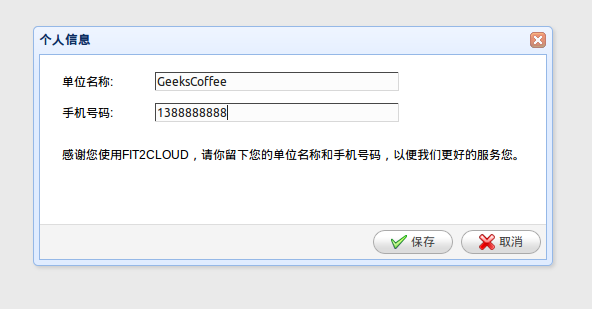 个人信息
单位名称: GeeksCoffee
手机号码: 1388888888
感谢您使用FIT2CLOUD，请你留下您的单位名称和手机号码，以便我们更好的服务您。
保存 取消